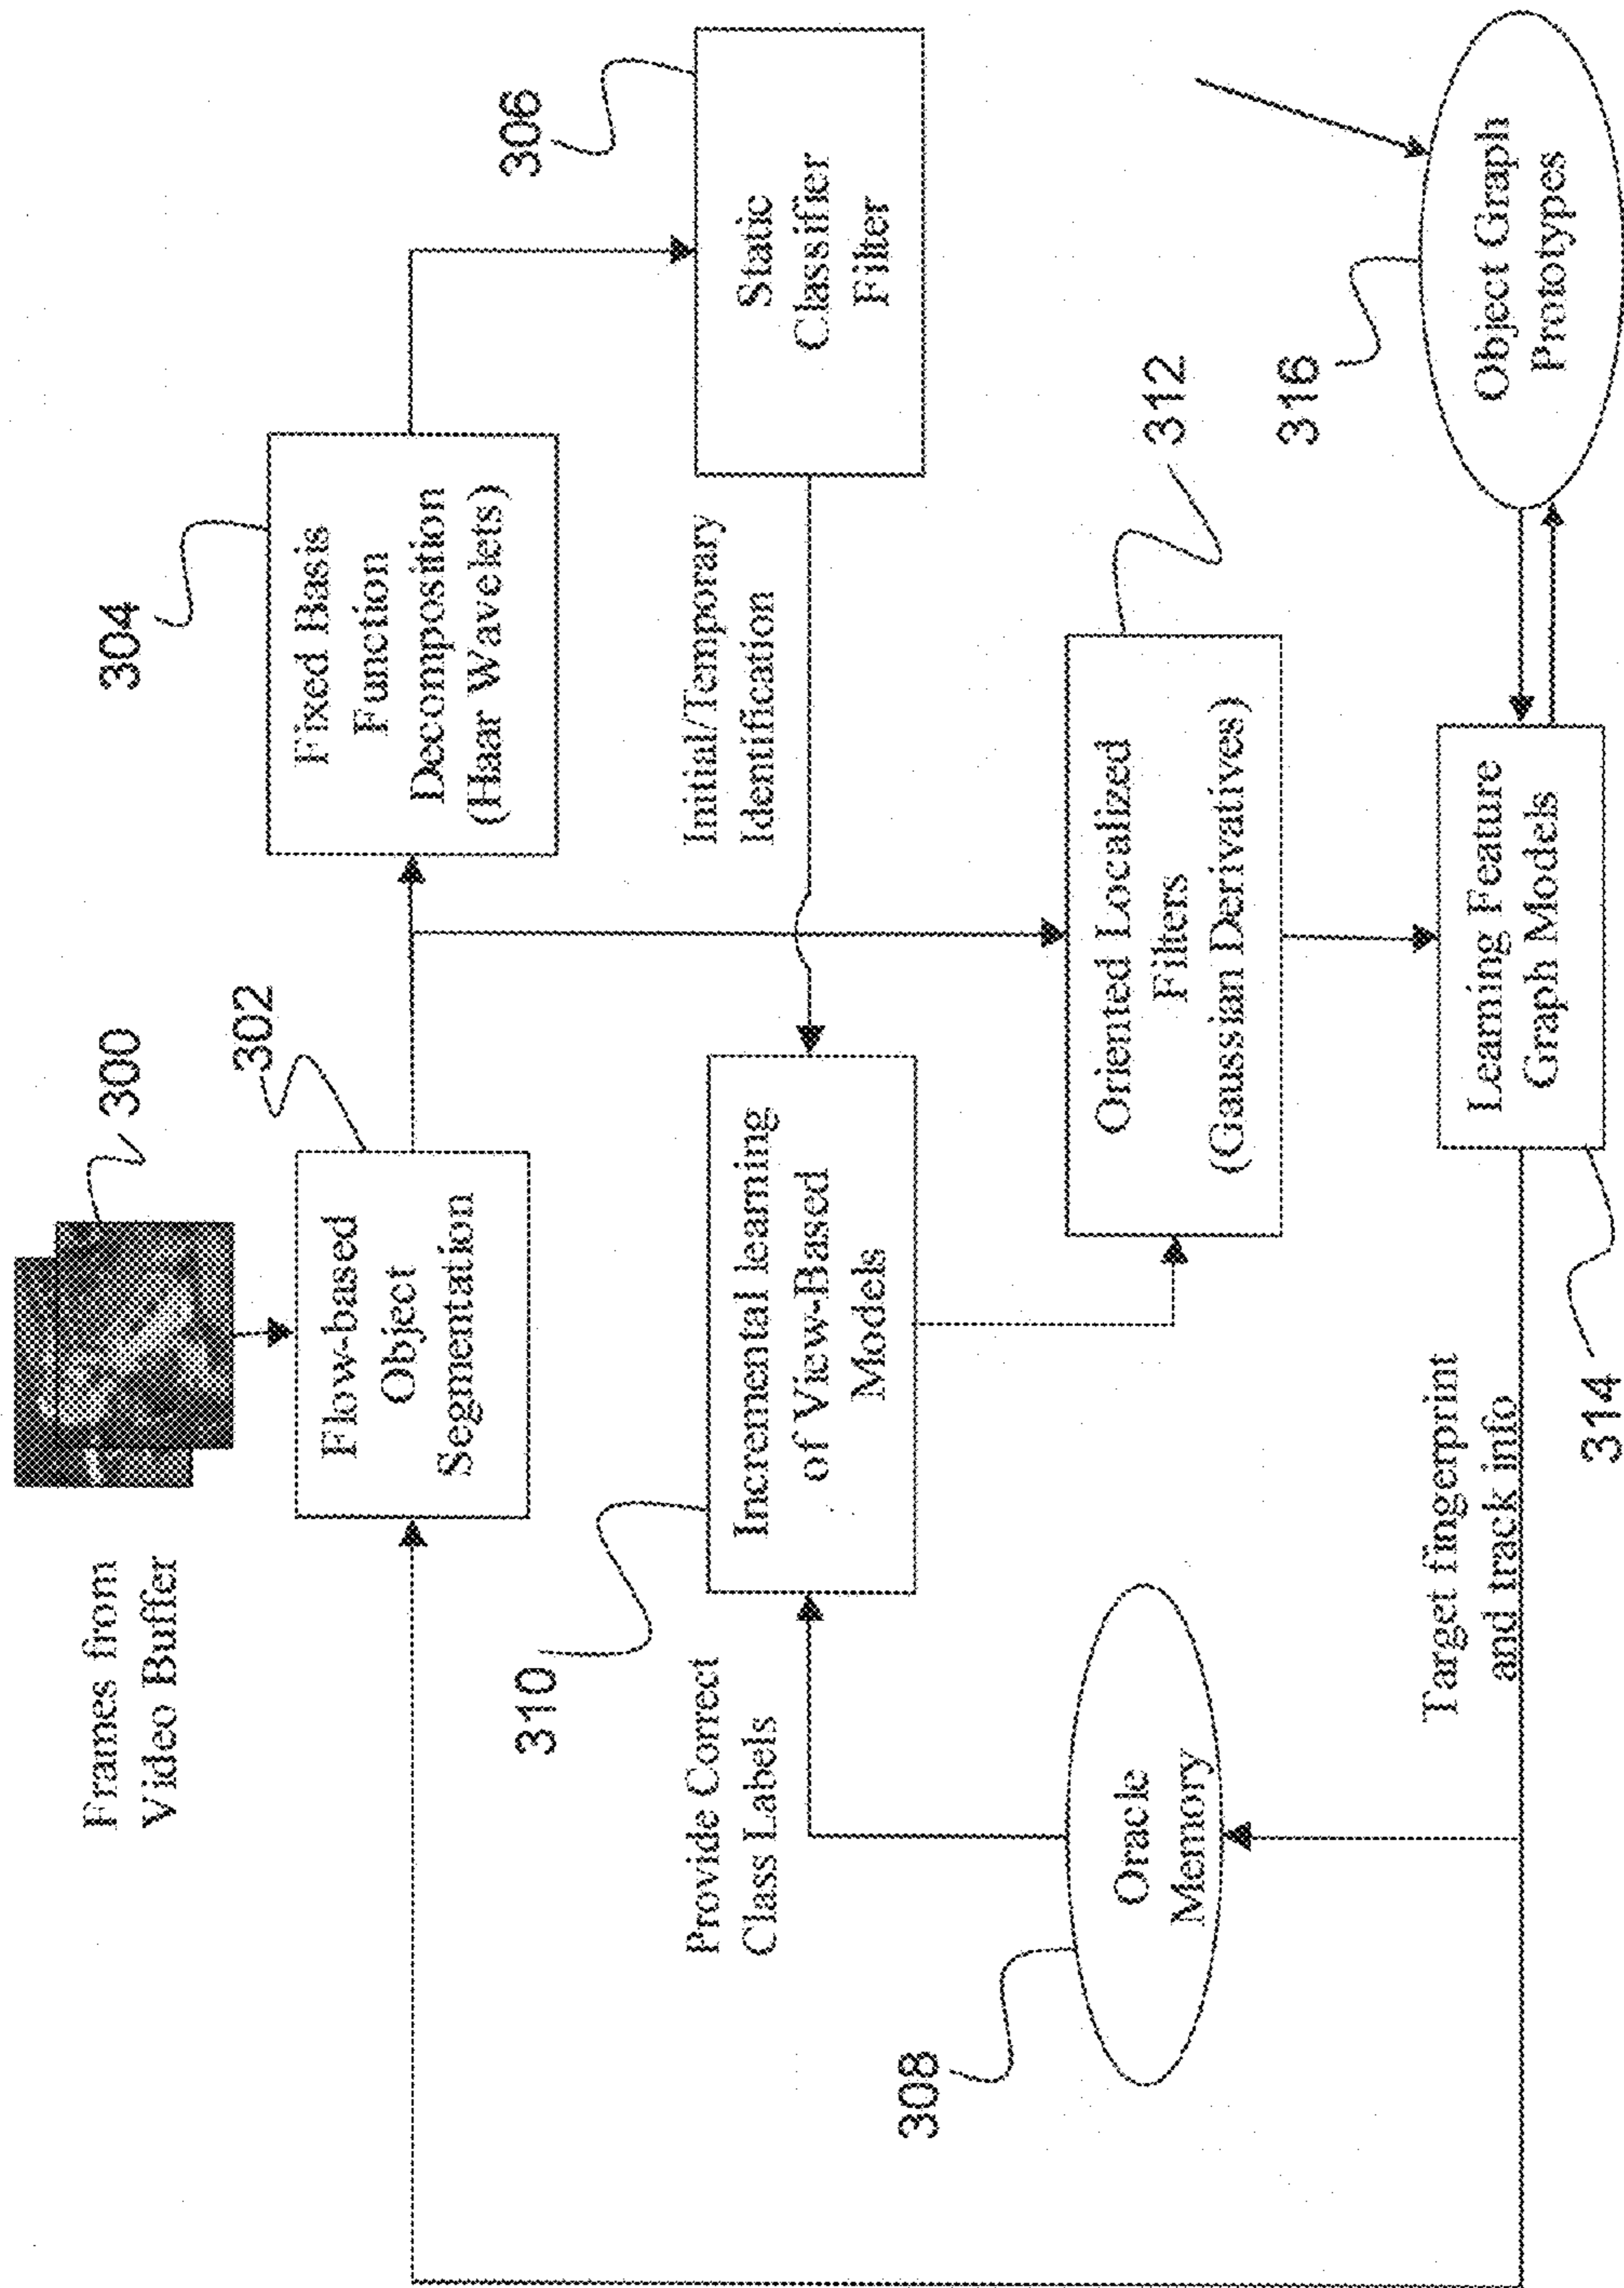 Frames from
Video Buffer
300
302
Flow-based
Object
Segmentation
304
Fixed Basis
Function
Decomposition
(Haar Wavelets)
306
Static
Classifier
Filter
Initial/Temporary
Identification
310
Incremental learning
of View-Based
Models
Provide Correct
Class Labels
308
Oracle
Memory
312
Oriented Localized
Filters
(Gaussian Derivatives)
314
Learning Feature
Graph Models
316
Object Graph
Prototypes
Target fingerprint
and track info